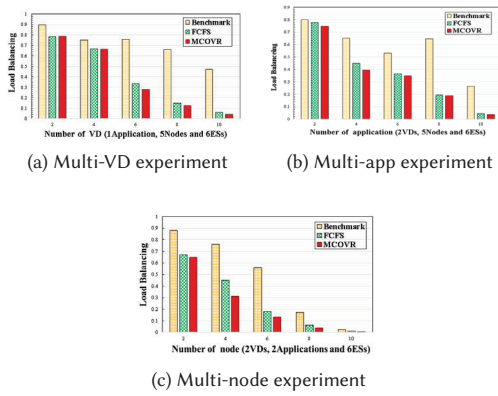 1
0.9
0.8
0.7
0.6
0.5
0.4
0.3
0.2
0.1
0
Load Balancing
Benchmark
FCFS
MCOVR
2 4 6 8 10
Number of VD (1Application, 5Nodes and 6ESs)
(a) Multi-VD experiment
0.9
0.8
0.7
0.6
0.5
0.4
0.3
0.2
0.1
0
Load Balancing
Benchmark
FCFS
MCOVR
2 4 4 8 10
Number of application (2VDs, 5Nodes and 6ESs)
(b) Multi-app experiment
1
0.9
0.8
0.7
0.6
0.5
0.4
0.3
0.2
0.1
0
Load Balancing
Benchmark
FCFS
MCOVR
2 4 6 8 10
Number of node (2VDs, 2Applications and 6ESs)
(c) Multi-node experiment